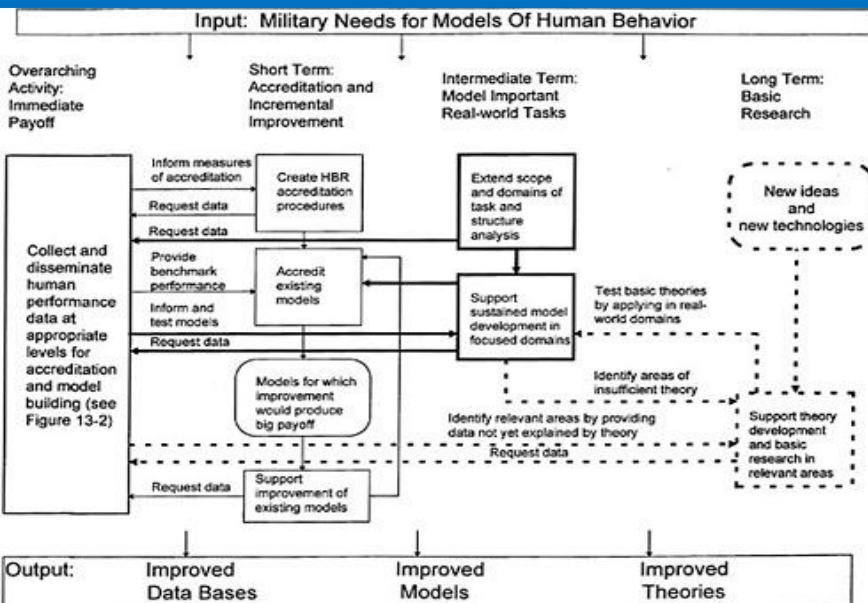 Input: Military Needs for Models Of Human Behavior
Overarching
Activity:
Immediate
Payoff
Short Term:
Accreditation and
Incremental
Improvement
Intermediate Term:
Model Important
Real-world Tasks
Long Term:
Basic
Research
Collect and
disseminate
human
performance
data at
appropriate
levels for
accreditation
and model
building (see
Figure 13-2)
Inform measures
of accreditation
Request data
Request data
Provide
benchmark
performance
Inform and
test models
Request data
Create HBR
accreditation
procedures
Accredit
existing
models
Models for which
improvement
would produce
big payoff
Request data
Support
improvement of
existing models
Extend scope
and domains of
task and
structure
analysis
Support
sustained model
development in
focused domains
Test basic theories
by applying in real-
world domains
Identify areas of
insufficient theory
Identify relevant areas by providing
data not yet explained by theory
Request data
New ideas
and
new technologies
Support theory
development
and basic
research in
relevant areas
Output:
Improved
Data Bases
Improved
Models
Improved
Theories